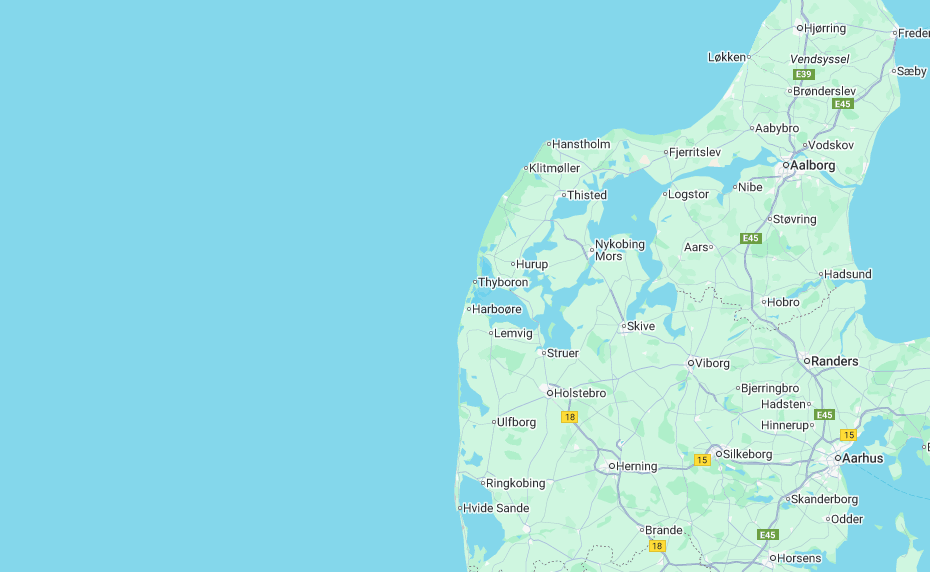 Hjørring
Freder
Løkken
Vendsyssel
E39
Sæby
Brønderslev
E45
Aabybro
Hanstholm
Vodskov
Fjerritslev
Klitmøller
Aalborg
Thisted
Logstor
Nibe
Støvring
E45
Nykobing
Mors
Aars
Hurup
Hadsund
Thyboron
Hobro
Harboøre
Skive
Lemvig
Struer
Viborg
Randers
Bjerringbro
Holstebro
Hadsten
E45
18
Ulfborg
Hinnerup
15
Silkeborg
15
Aarhus
Herning
Ringkobing
Skanderborg
Hvide Sande
Odder
Brande
E45
18
Horsens